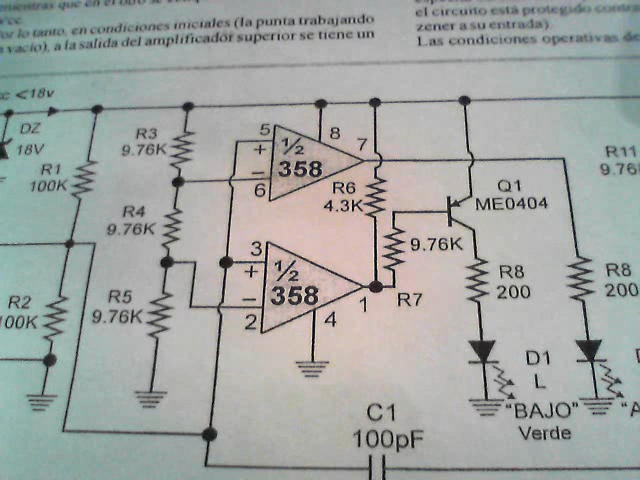 mientras que en el otro se
Por lo tanto, en condiciones iniciales (la punta trabajando
vacío), a la salida del amplificador superior se tiene un
el circuito está protegido
zener a su entrada).
Las condiciones operativas de
<18v
DZ
18V
R1
100K
R2
100K
R3
9.76K
R4
9.76K
R5
9.76K
5
+
−
6
½
358
8
7
3
+
−
2
½
358
4
1
R6
4.3K
9.76K
R7
Q1
ME0404
R8
200
D1
L
"BAJO"
Verde
R11
R8
200
"A
C1
100pF